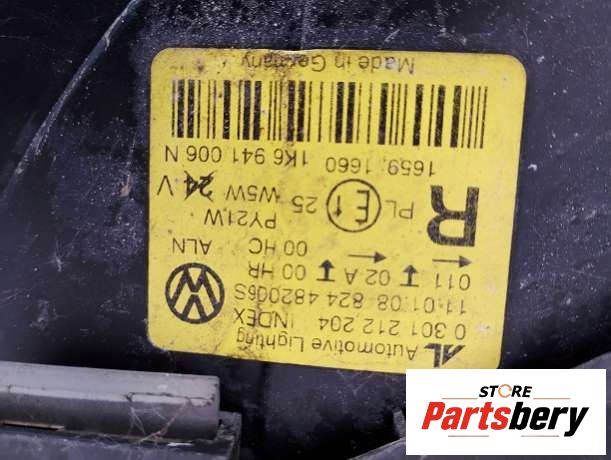 AL Automotive Lighting
0 301 212 204 INDEX
11:01:08 824 482006S
011 02 A 00 HR
00 HC ALN
R
PY21W
PL E1 25 W5W 24 V
1659, 1660 1K6 941 006 N
Made in Germany
STORE
Partsbery